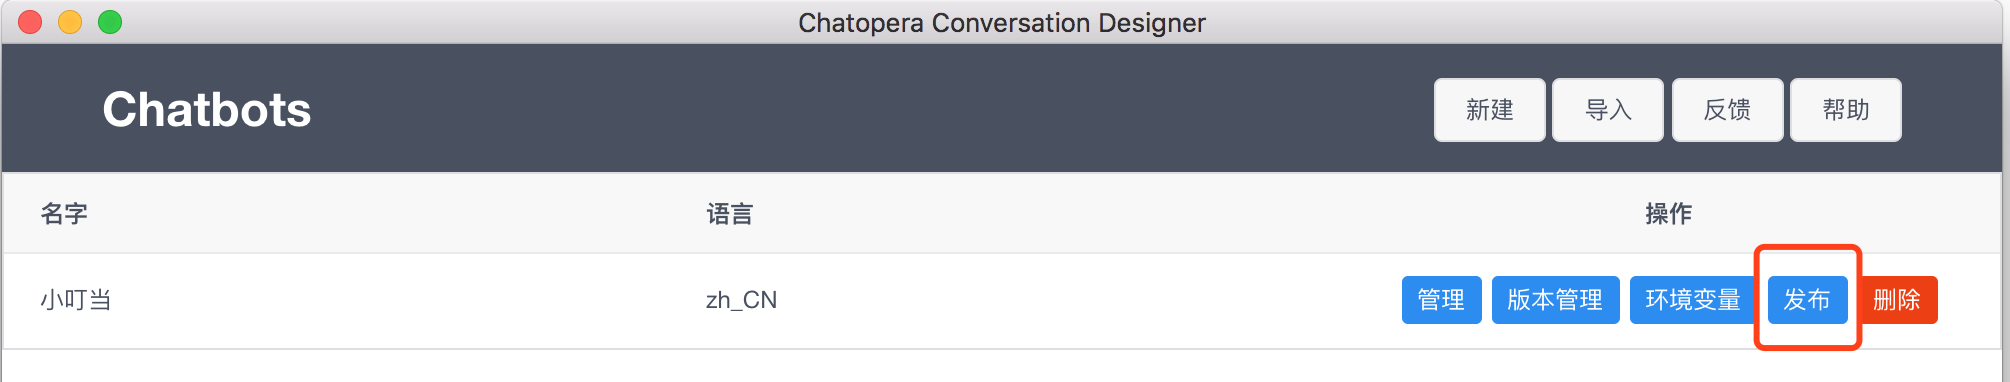 Chatopera Conversation Designer
Chatbots 新建 导入 反馈 帮助
名字 语言 操作
小叮当 zh_CN 管理 版本管理 环境变量 发布 删除